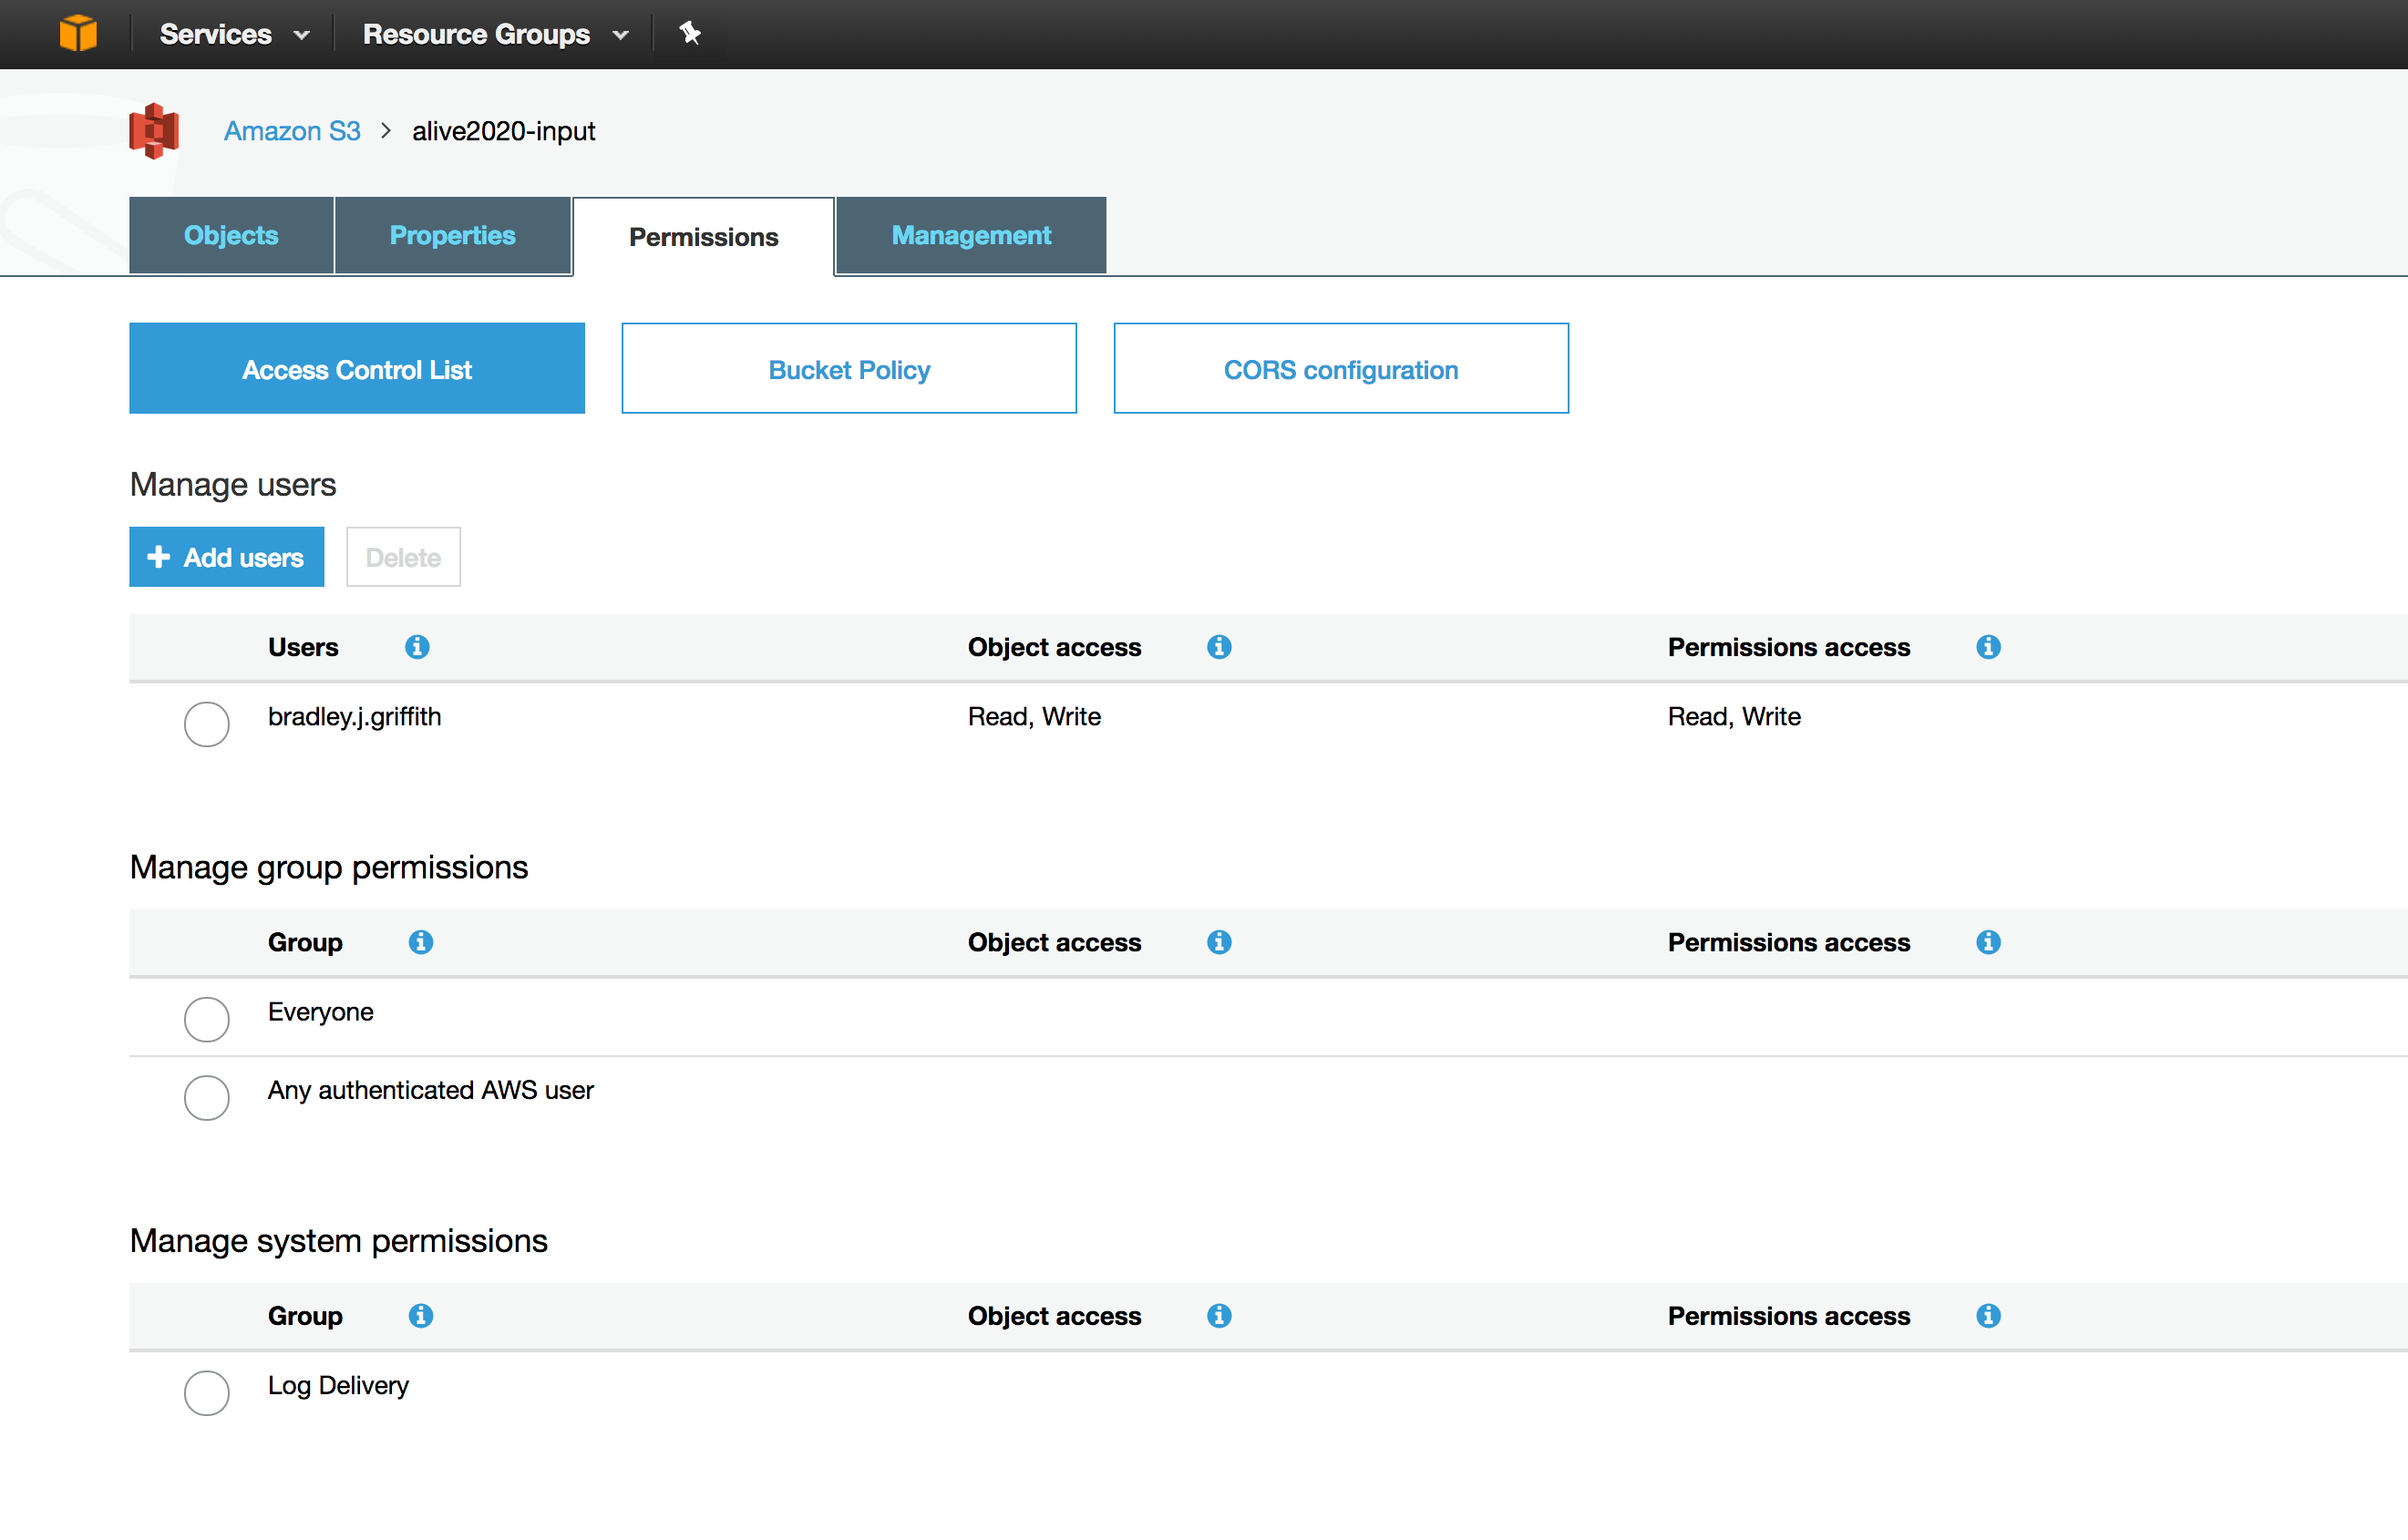 Services Resource Groups
Amazon S3 > alive2020-input
Objects Properties Permissions Management
Access Control List Bucket Policy CORS configuration
Manage users
+ Add users Delete
Users Object access Permissions access
bradley.j.griffith Read, Write Read, Write
Manage group permissions
Group Object access Permissions access
Everyone
Any authenticated AWS user
Manage system permissions
Group Object access Permissions access
Log Delivery